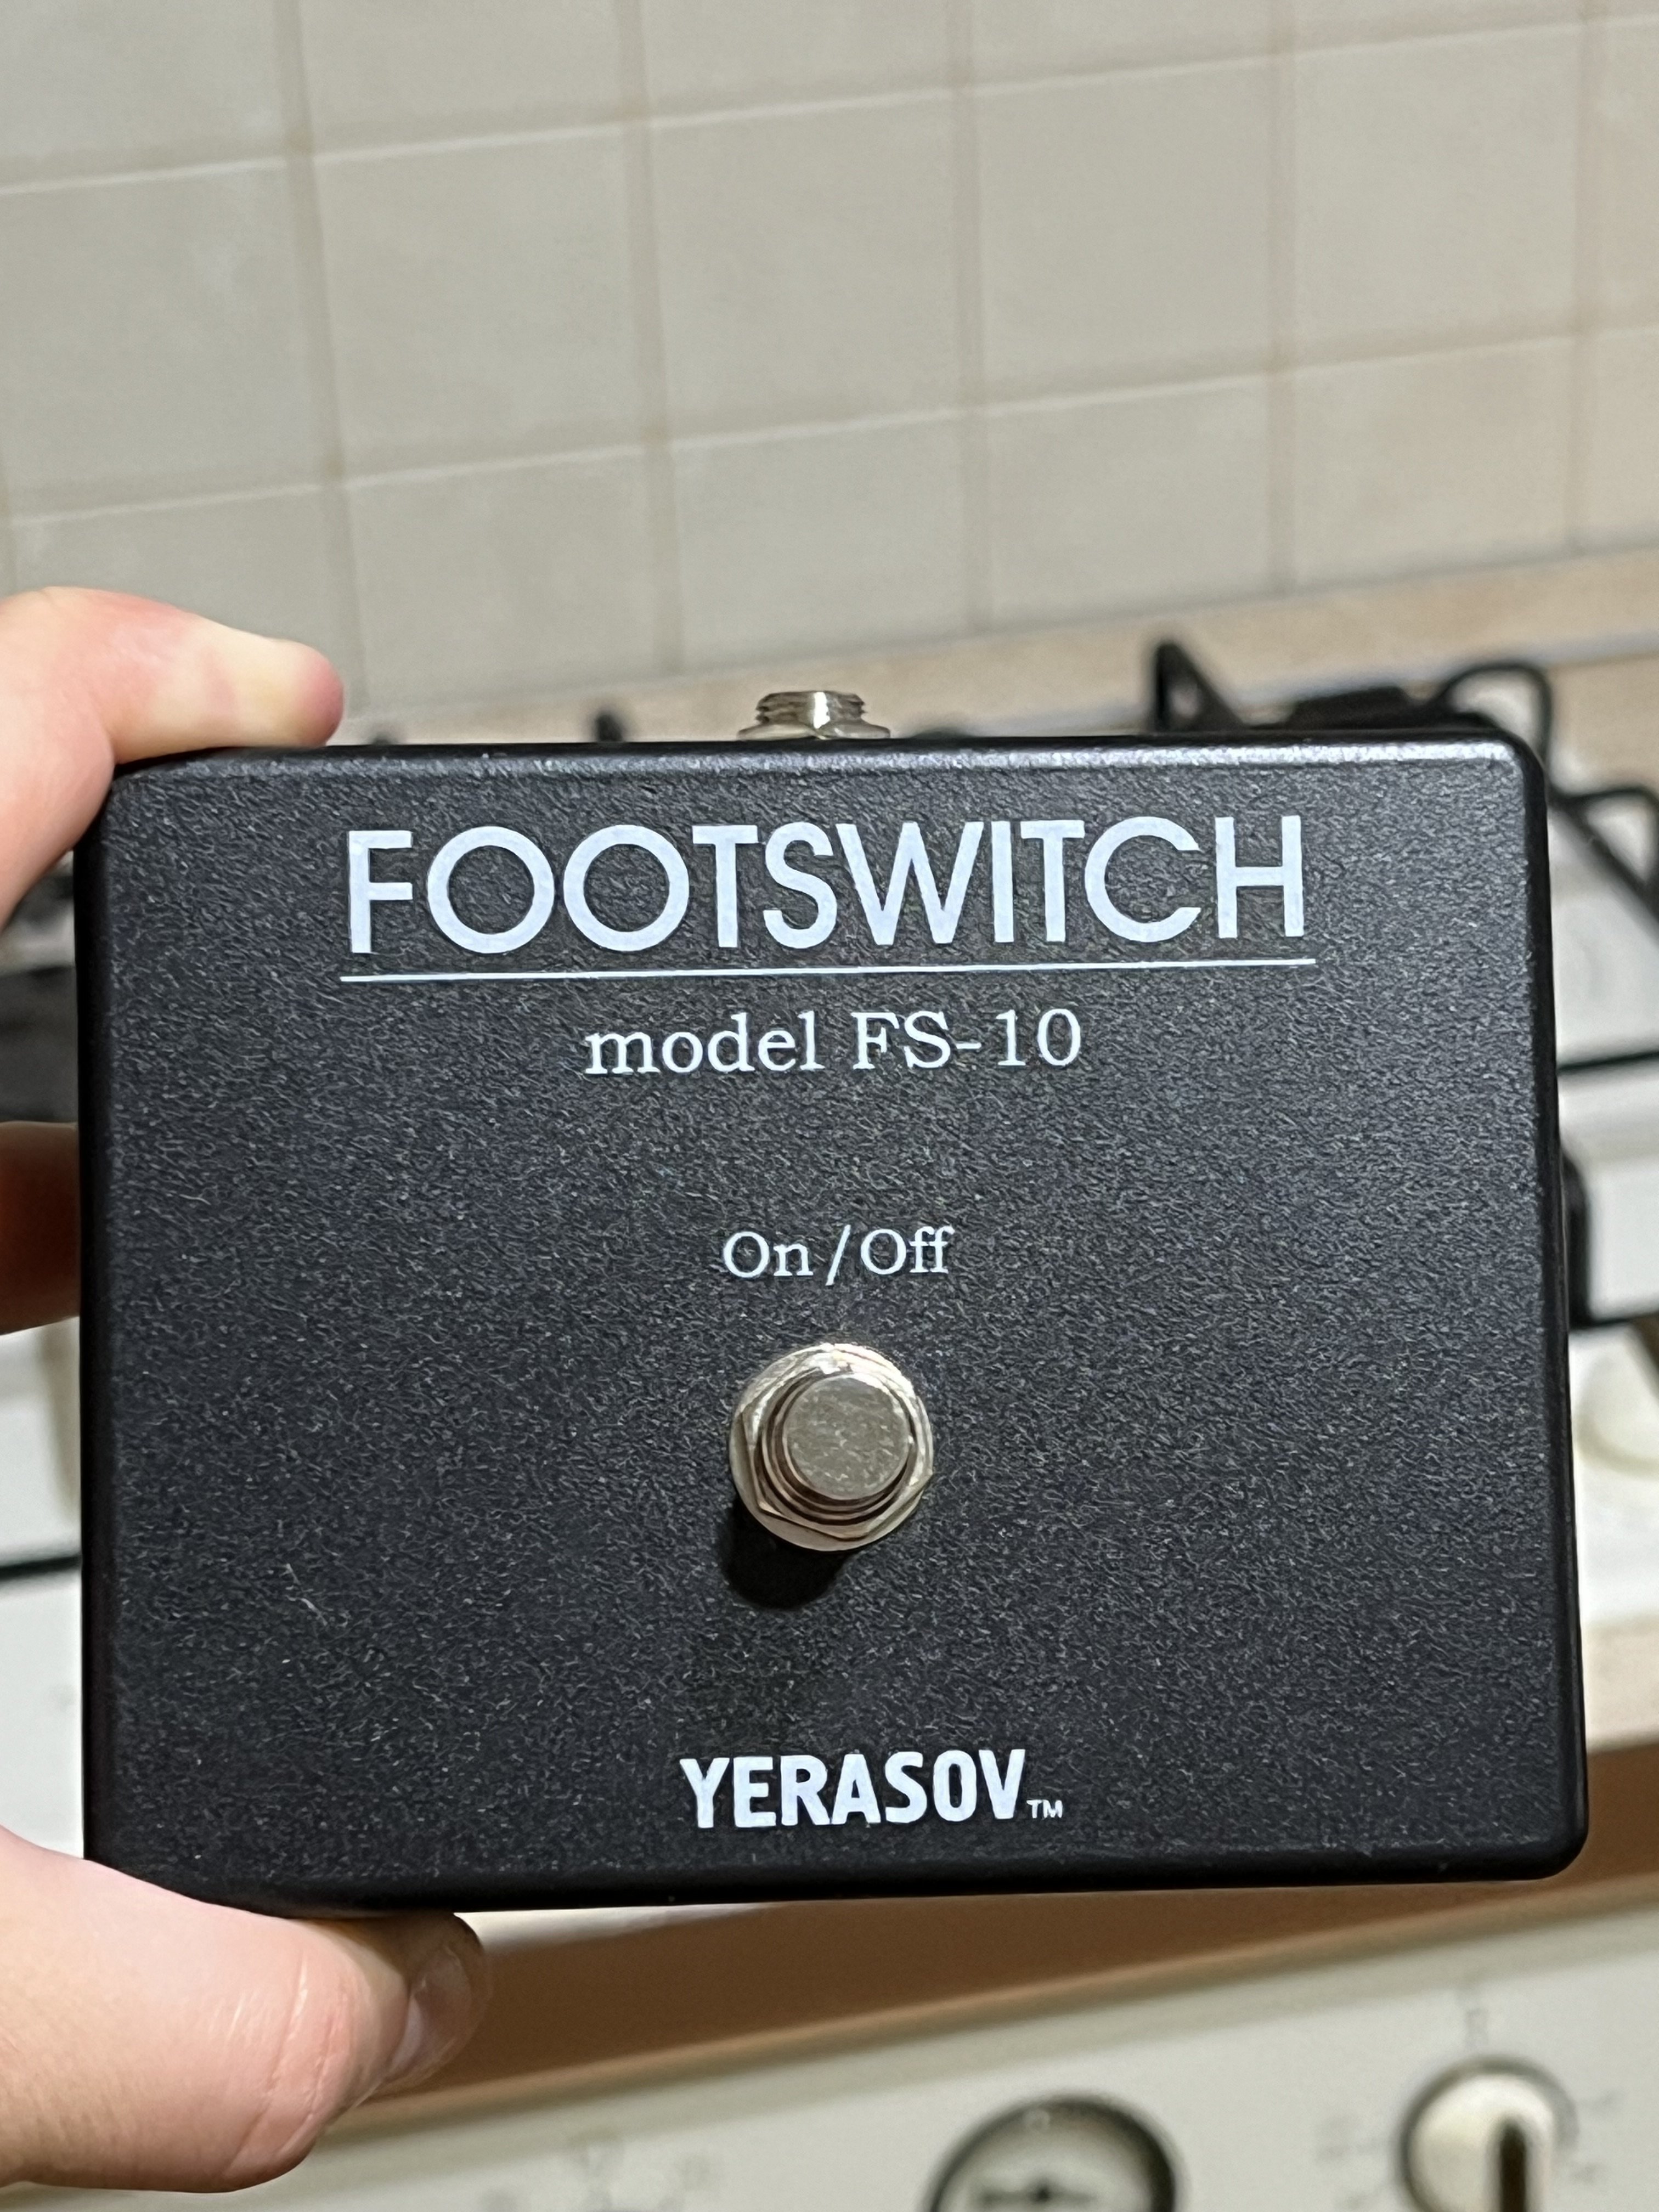 FOOTSWITCH
model FS-10
On/Off
YERASOV™